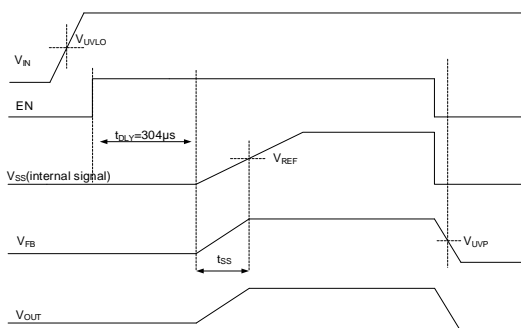 VUVLO
VIN
EN
tDLY=304µs
VREF
VSS(internal signal)
VFB
VUVP
tSS
VOUT